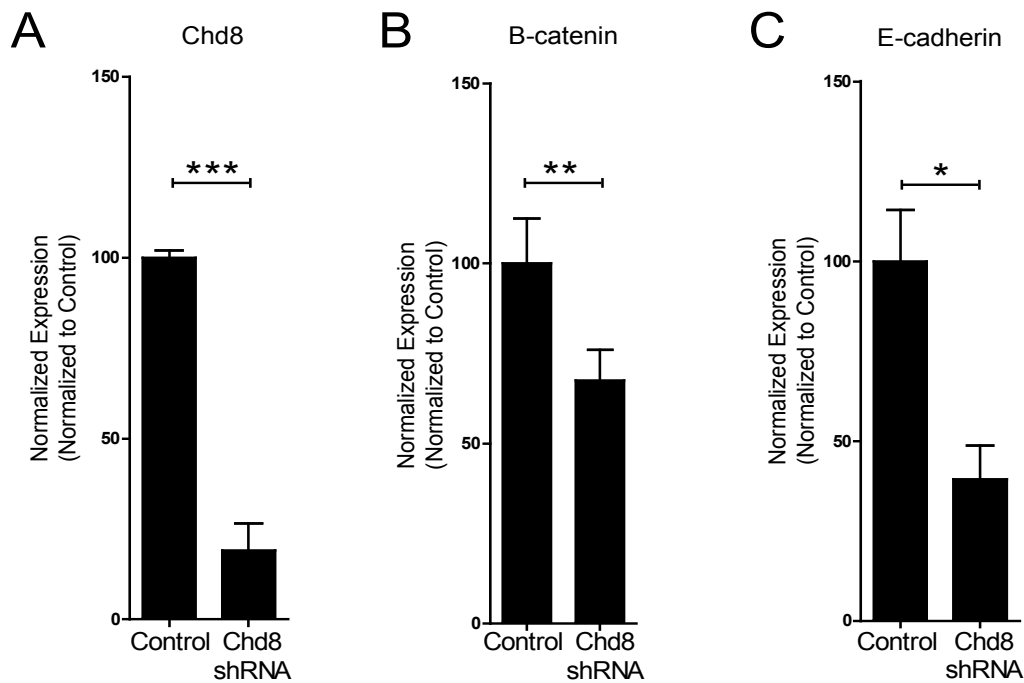 A
Chd8
150
100
50
0
***
Normalized Expression
(Normalized to Control)
Control
Chd8
shRNA
B
B-catenin
150
100
50
0
**
Normalized Expression
(Normalized to Control)
Control
Chd8
shRNA
C
E-cadherin
150
100
50
0
*
Normalized Expression
(Normalized to Control)
Control
Chd8
shRNA